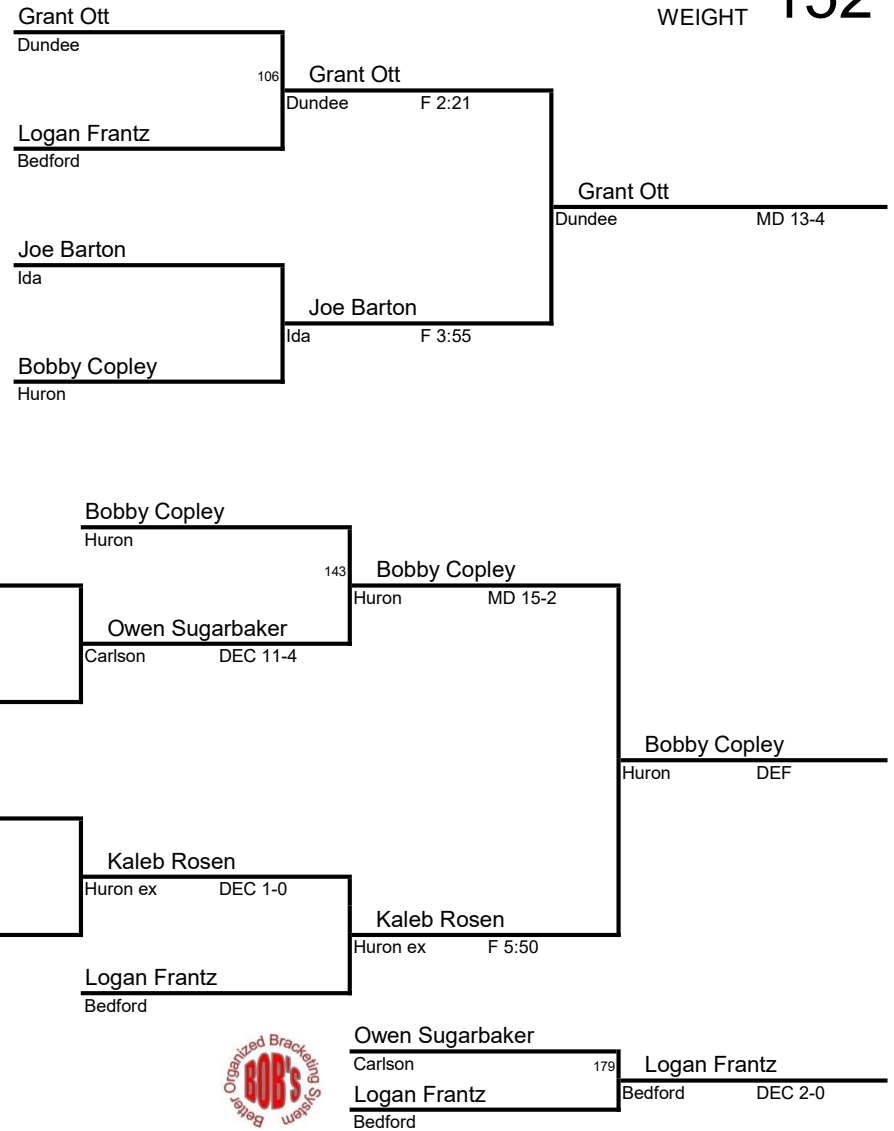 Grant Ott
WEIGHT 152
Dundee
106 Grant Ott
Dundee F 2:21
Logan Frantz
Bedford
Grant Ott
Dundee MD 13-4
Joe Barton
Ida
Joe Barton
Ida F 3:55
Bobby Copley
Huron
Bobby Copley
Huron
143 Bobby Copley
Huron MD 15-2
Owen Sugarbaker
Carlson DEC 11-4
Bobby Copley
Huron DEF
Kaleb Rosen
Huron ex DEC 1-0
Kaleb Rosen
Huron ex F 5:50
Logan Frantz
Bedford
Owen Sugarbaker
Carlson 179 Logan Frantz
Logan Frantz Bedford DEC 2-0
Bedford
Better Organized Bracketing System
BOB'S